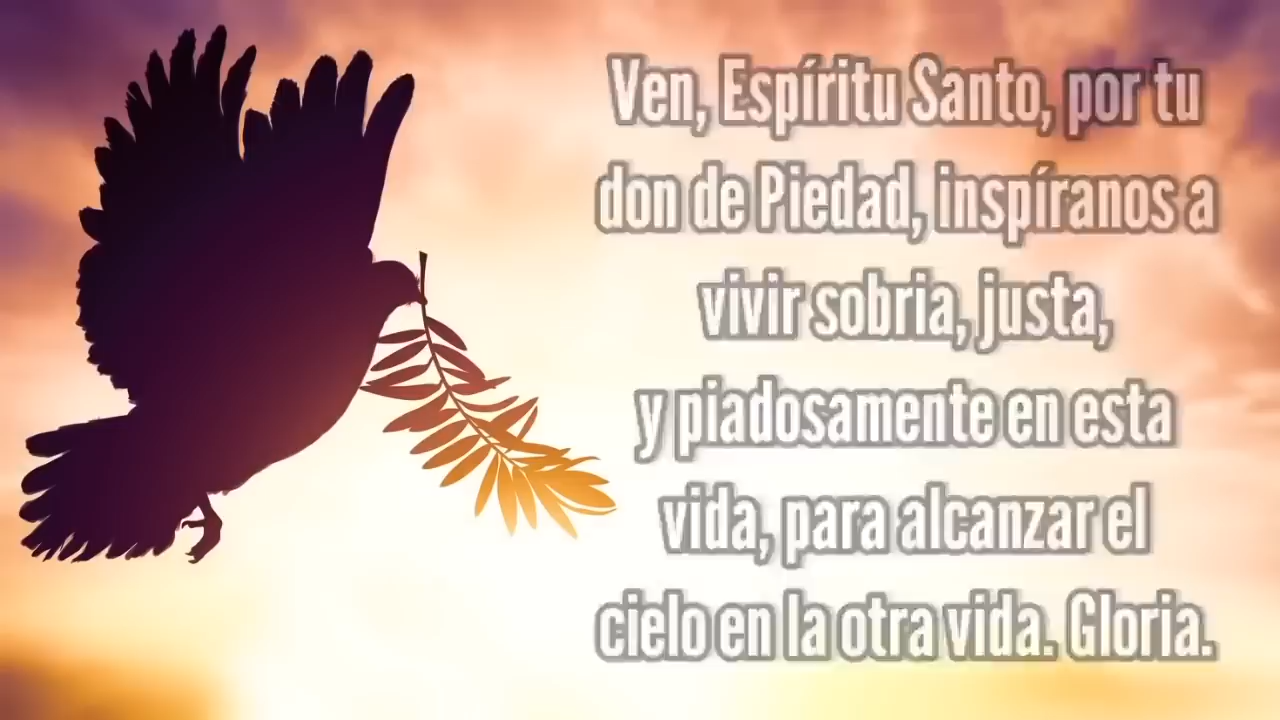 Ven, Espíritu Santo, por tu
don de Piedad, inspíranos a
vivir sobria, justa,
y piadosamente en esta
vida, para alcanzar el
cielo en la otra vida. Gloria.